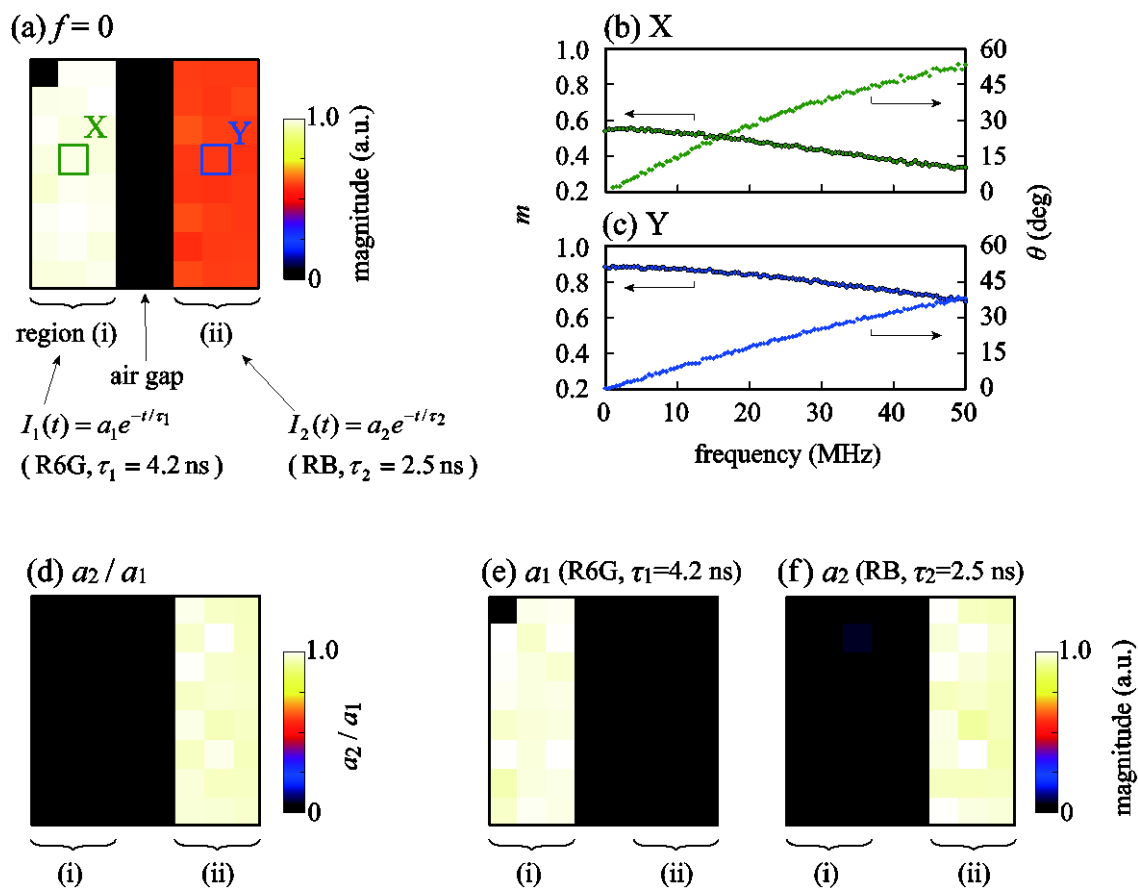 (a) f = 0
X
Y
1.0
0
magnitude (a.u.)
region (i)
(ii)
air gap
I₁(t) = a₁e^{−t/τ₁}
( R6G, τ₁ = 4.2 ns )
I₂(t) = a₂e^{−t/τ₂}
( RB, τ₂ = 2.5 ns )
(b) X
1.0
0.8
0.6
0.4
0.2
60
45
30
15
0
m
θ (deg)
(c) Y
1.0
0.8
0.6
0.4
0.2
60
45
30
15
0
0 10 20 30 40 50
frequency (MHz)
(d) a₂ / a₁
1.0
0
a₂ / a₁
(i)
(ii)
(e) a₁ (R6G, τ₁=4.2 ns)
(i)
(ii)
(f) a₂ (RB, τ₂=2.5 ns)
1.0
0
magnitude (a.u.)
(i)
(ii)